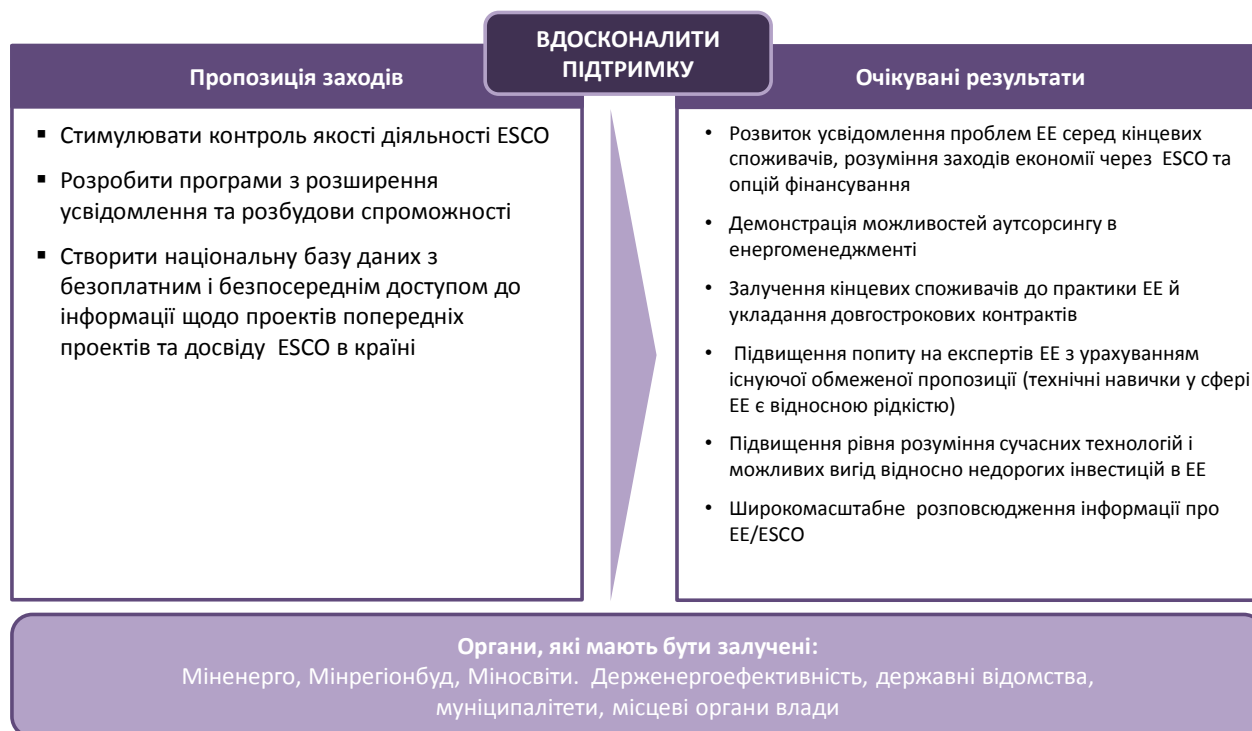 ВДОСКОНАЛИТИ
ПІДТРИМКУ
Пропозиція заходів
▪ Стимулювати контроль якості діяльності ESCO
▪ Розробити програми з розширення
усвідомлення та розбудови спроможності
▪ Створити національну базу даних з
безоплатним і безпосереднім доступом до
інформації щодо проектів попередніх
проектів та досвіду ESCO в країні
Очікувані результати
• Розвиток усвідомлення проблем ЕЕ серед кінцевих
споживачів, розуміння заходів економії через ESCO та
опцій фінансування
• Демонстрація можливостей аутсорсингу в
енергоменеджменті
• Залучення кінцевих споживачів до практики ЕЕ й
укладання довгострокових контрактів
• Підвищення попиту на експертів ЕЕ з урахуванням
існуючої обмеженої пропозиції (технічні навички у сфері
ЕЕ є відносною рідкістю)
• Підвищення рівня розуміння сучасних технологій і
можливих вигід відносно недорогих інвестицій в ЕЕ
• Широкомасштабне розповсюдження інформації про
ЕЕ/ESCO
Органи, які мають бути залучені:
Міненерго, Мінрегіонбуд, Міносвіти. Держенергоефективність, державні відомства,
муніципалітети, місцеві органи влади